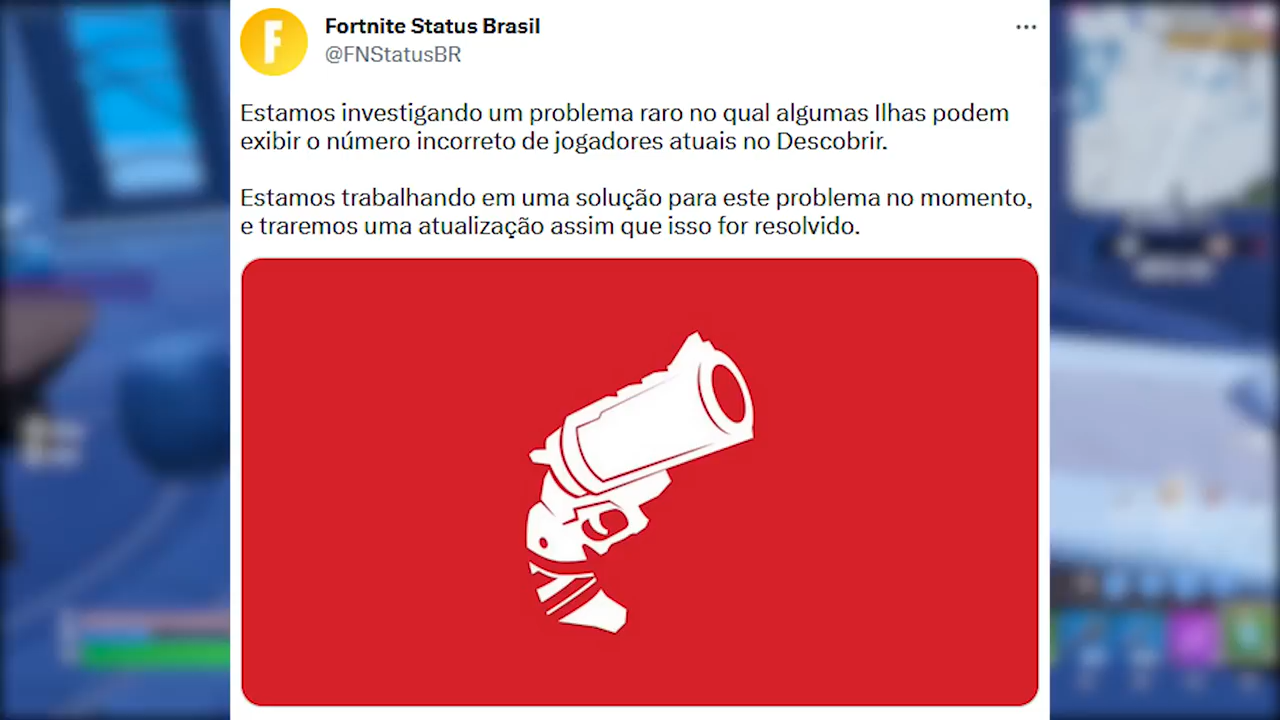 Fortnite Status Brasil
@FNStatusBR
Estamos investigando um problema raro no qual algumas Ilhas podem
exibir o número incorreto de jogadores atuais no Descobrir.
Estamos trabalhando em uma solução para este problema no momento,
e traremos uma atualização assim que isso for resolvido.